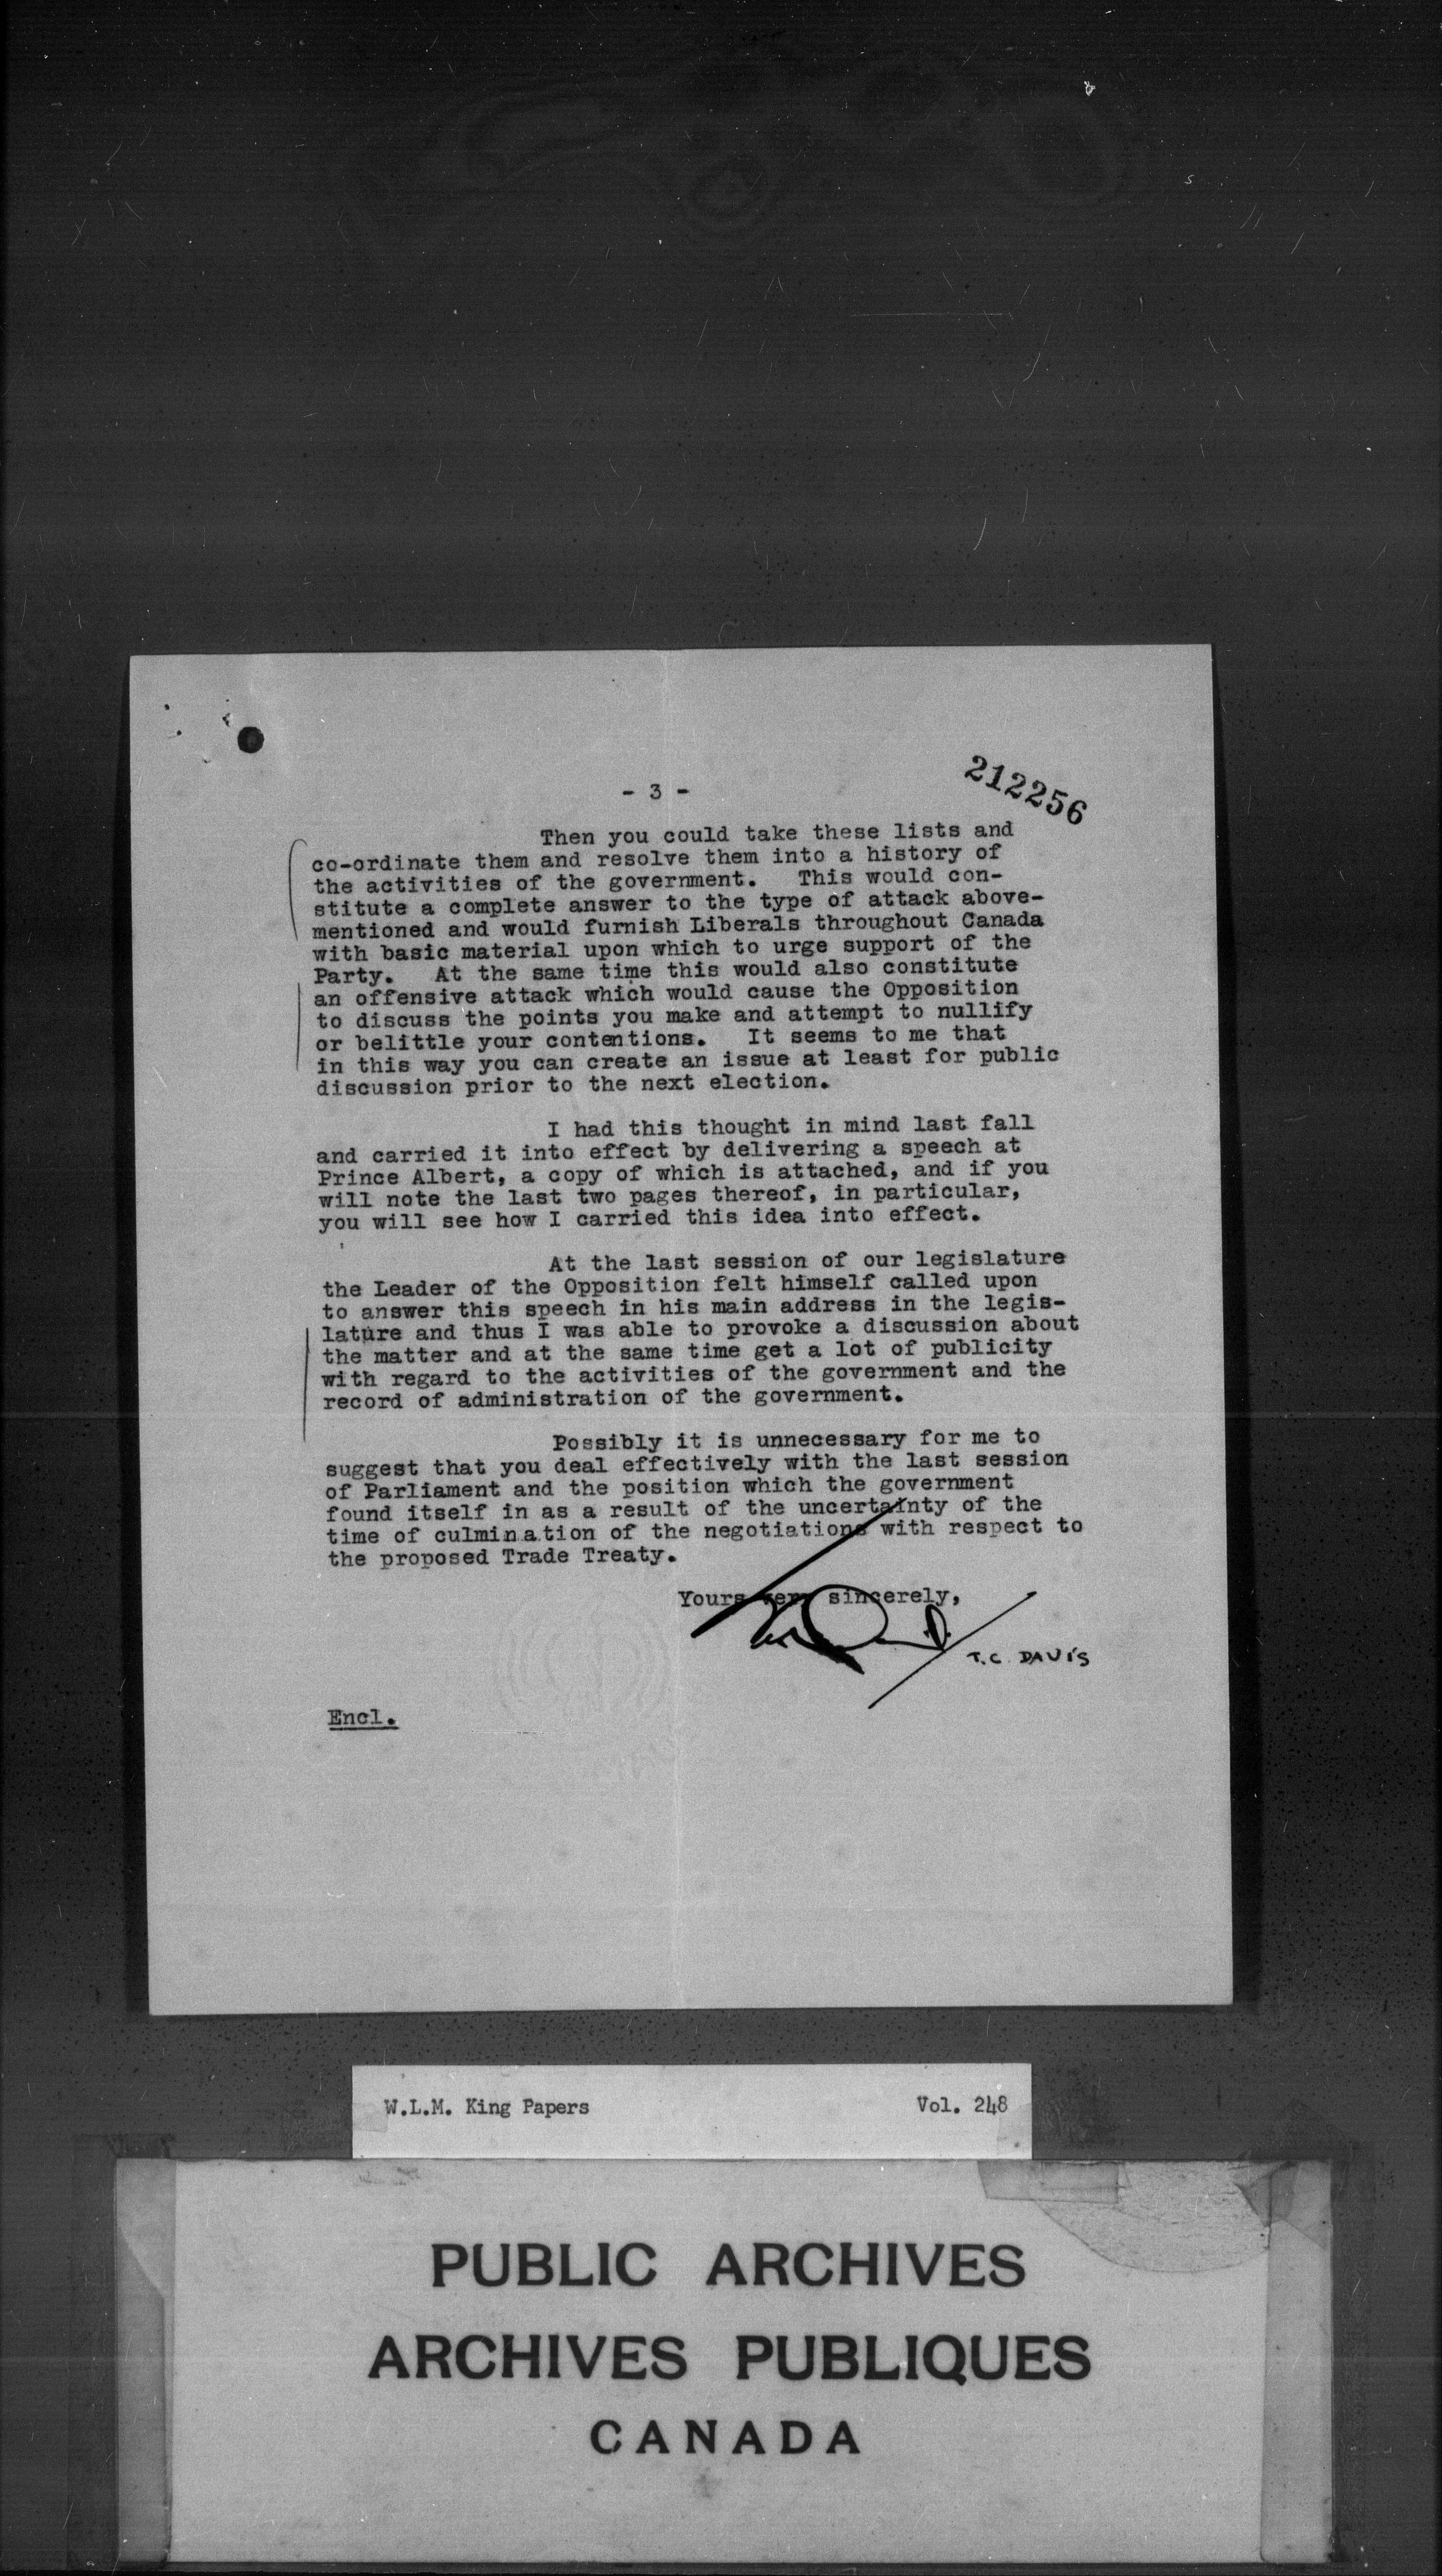 212256
- 3 -
Then you could take these lists and
co-ordinate them and resolve them into a history of
the activities of the government. This would con-
stitute a complete answer to the type of attack above-
mentioned and would furnish Liberals throughout Canada
with basic material upon which to urge support of the
Party. At the same time this would also constitute
an offensive attack which would cause the Opposition
to discuss the points you make and attempt to nullify
or belittle your contentions. It seems to me that
in this way you can create an issue at least for public
discussion prior to the next election.
I had this thought in mind last fall
and carried it into effect by delivering a speech at
Prince Albert, a copy of which is attached, and if you
will note the last two pages thereof, in particular,
you will see how I carried this idea into effect.
At the last session of our legislature
the Leader of the Opposition felt himself called upon
to answer this speech in his main address in the legis-
lature and thus I was able to provoke a discussion about
the matter and at the same time get a lot of publicity
with regard to the activities of the government and the
record of administration of the government.
Possibly it is unnecessary for me to
suggest that you deal effectively with the last session
of Parliament and the position which the government
found itself in as a result of the uncertainty of the
time of culmination of the negotiations with respect to
the proposed Trade Treaty.
Yours very sincerely,
T.C. DAVIS
Encl.
W.L.M. King Papers Vol. 248
PUBLIC ARCHIVES
ARCHIVES PUBLIQUES
CANADA